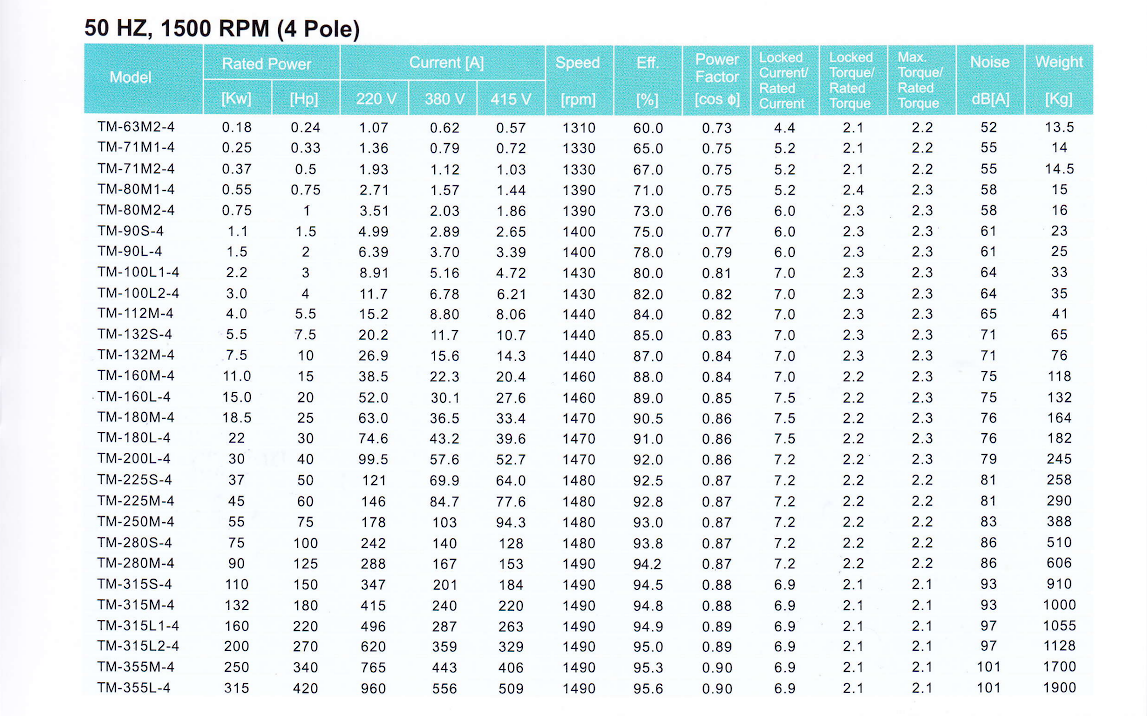 50 HZ, 1500 RPM (4 Pole)
Model Rated Power Current [A] Speed Eff. Power Factor Locked Current/ Rated Current Locked Torque/ Rated Torque Max. Torque/ Rated Torque Noise Weight
[Kw] [Hp] 220 V 380 V 415 V [rpm] [%] [cos ф] dB[A] [Kg]
TM-63M2-4 0.18 0.24 1.07 0.62 0.57 1310 60.0 0.73 4.4 2.1 2.2 52 13.5
TM-71M1-4 0.25 0.33 1.36 0.79 0.72 1330 65.0 0.75 5.2 2.1 2.2 55 14
TM-71M2-4 0.37 0.5 1.93 1.12 1.03 1330 67.0 0.75 5.2 2.1 2.2 55 14.5
TM-80M1-4 0.55 0.75 2.71 1.57 1.44 1390 71.0 0.75 5.2 2.4 2.3 58 15
TM-80M2-4 0.75 1 3.51 2.03 1.86 1390 73.0 0.76 6.0 2.3 2.3 58 16
TM-90S-4 1.1 1.5 4.99 2.89 2.65 1400 75.0 0.77 6.0 2.3 2.3 61 23
TM-90L-4 1.5 2 6.39 3.70 3.39 1400 78.0 0.79 6.0 2.3 2.3 61 25
TM-100L1-4 2.2 3 8.91 5.16 4.72 1430 80.0 0.81 7.0 2.3 2.3 64 33
TM-100L2-4 3.0 4 11.7 6.78 6.21 1430 82.0 0.82 7.0 2.3 2.3 64 35
TM-112M-4 4.0 5.5 15.2 8.80 8.06 1440 84.0 0.82 7.0 2.3 2.3 65 41
TM-132S-4 5.5 7.5 20.2 11.7 10.7 1440 85.0 0.83 7.0 2.3 2.3 71 65
TM-132M-4 7.5 10 26.9 15.6 14.3 1440 87.0 0.84 7.0 2.3 2.3 71 76
TM-160M-4 11.0 15 38.5 22.3 20.4 1460 88.0 0.84 7.0 2.2 2.3 75 118
TM-160L-4 15.0 20 52.0 30.1 27.6 1460 89.0 0.85 7.5 2.2 2.3 75 132
TM-180M-4 18.5 25 63.0 36.5 33.4 1470 90.5 0.86 7.5 2.2 2.3 76 164
TM-180L-4 22 30 74.6 43.2 39.6 1470 91.0 0.86 7.5 2.2 2.3 76 182
TM-200L-4 30 40 99.5 57.6 52.7 1470 92.0 0.86 7.2 2.2 2.3 79 245
TM-225S-4 37 50 121 69.9 64.0 1480 92.5 0.87 7.2 2.2 2.2 81 258
TM-225M-4 45 60 146 84.7 77.6 1480 92.8 0.87 7.2 2.2 2.2 81 290
TM-250M-4 55 75 178 103 94.3 1480 93.0 0.87 7.2 2.2 2.2 83 388
TM-280S-4 75 100 242 140 128 1480 93.8 0.87 7.2 2.2 2.2 86 510
TM-280M-4 90 125 288 167 153 1490 94.2 0.87 7.2 2.2 2.2 86 606
TM-315S-4 110 150 347 201 184 1490 94.5 0.88 6.9 2.1 2.1 93 910
TM-315M-4 132 180 415 240 220 1490 94.8 0.88 6.9 2.1 2.1 93 1000
TM-315L1-4 160 220 496 287 263 1490 94.9 0.89 6.9 2.1 2.1 97 1055
TM-315L2-4 200 270 620 359 329 1490 95.0 0.89 6.9 2.1 2.1 97 1128
TM-355M-4 250 340 765 443 406 1490 95.3 0.90 6.9 2.1 2.1 101 1700
TM-355L-4 315 420 960 556 509 1490 95.6 0.90 6.9 2.1 2.1 101 1900